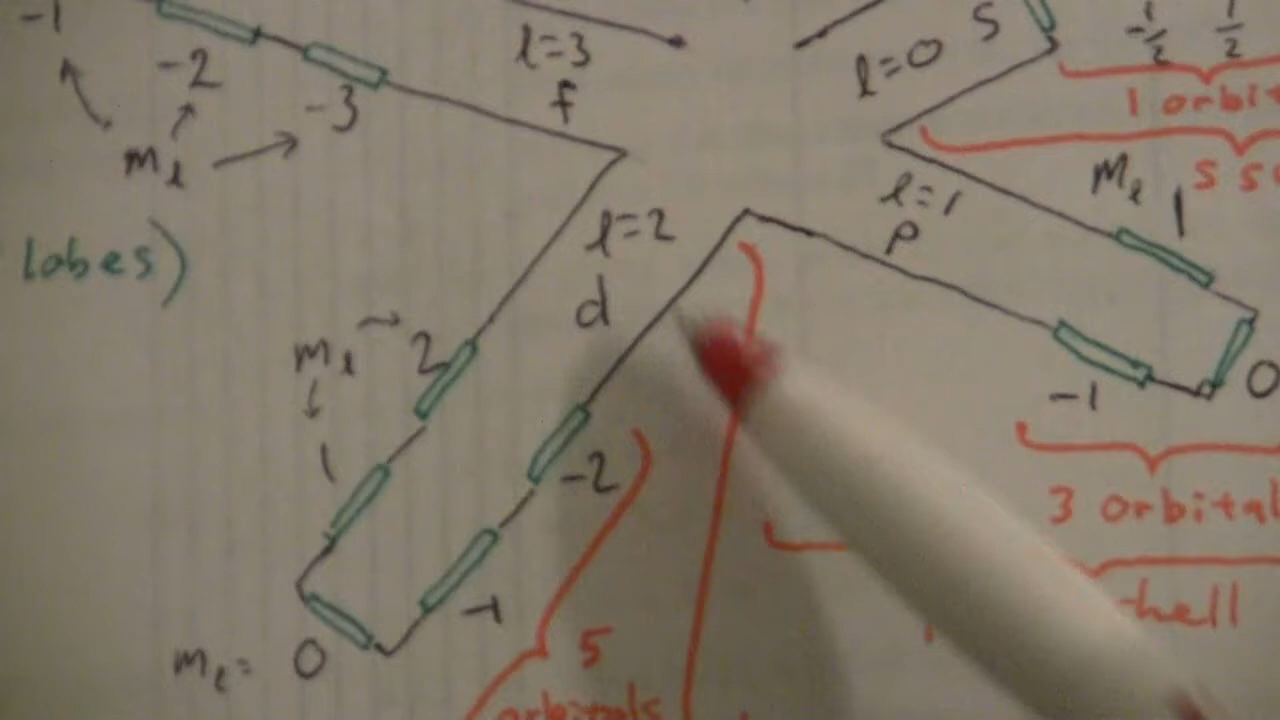 -1
-2
-3
mℓ
ℓ=3
f
ℓ=0 s
-1/2 1/2
1 orbit
s s
ℓ=1
p
mℓ
1
0
-1
3 orbital
hell
lobes)
ℓ=2
d
mℓ → 2
1
mℓ= 0
-1
-2
5
orbitals